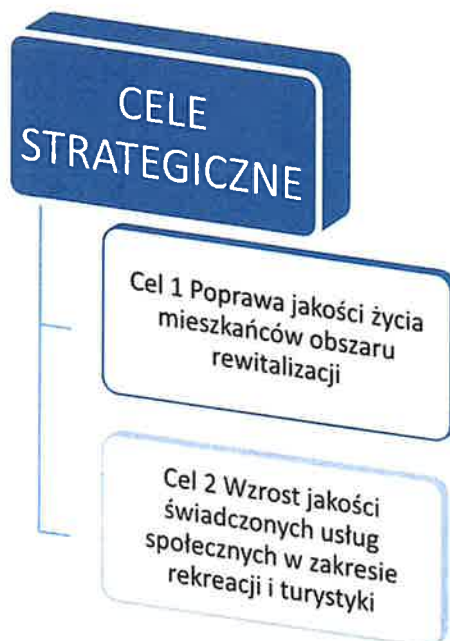 CELE
STRATEGICZNE
Cel 1 Poprawa jakości życia
mieszkańców obszaru
rewitalizacji
Cel 2 Wzrost jakości
świadczonych usług
społecznych w zakresie
rekreacji i turystyki